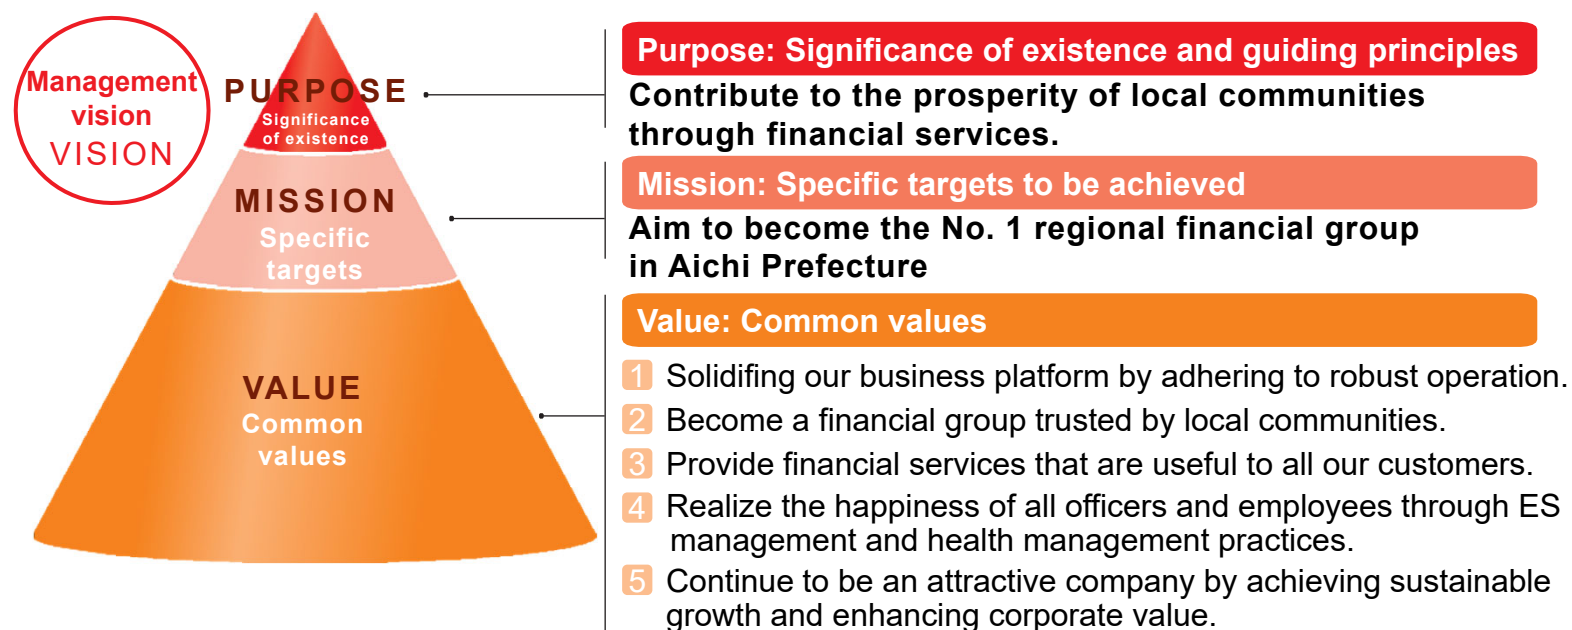 Management
vision
VISION
PURPOSE
Significance
of existence
MISSION
Specific
targets
VALUE
Common
values
Purpose: Significance of existence and guiding principles
Contribute to the prosperity of local communities
through financial services.
Mission: Specific targets to be achieved
Aim to become the No. 1 regional financial group
in Aichi Prefecture
Value: Common values
1 Solidifing our business platform by adhering to robust operation.
2 Become a financial group trusted by local communities.
3 Provide financial services that are useful to all our customers.
4 Realize the happiness of all officers and employees through ES
management and health management practices.
5 Continue to be an attractive company by achieving sustainable
growth and enhancing corporate value.